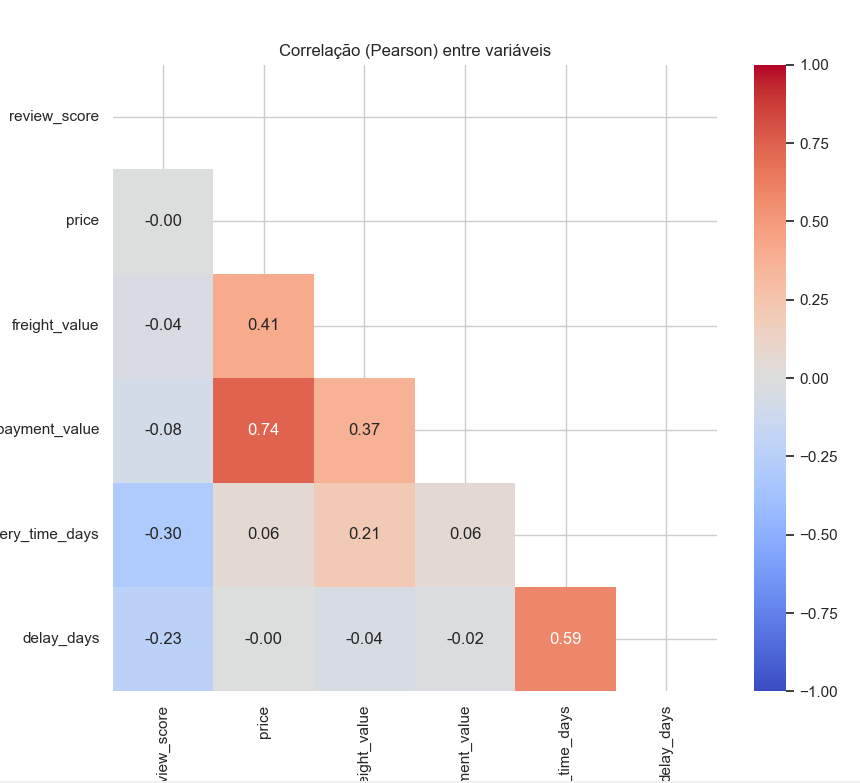 Correlação (Pearson) entre variáveis
review_score
price
-0.00
freight_value
-0.04 0.41
payment_value
-0.08 0.74 0.37
ery_time_days
-0.30 0.06 0.21 0.06
delay_days
-0.23 -0.00 -0.04 -0.02 0.59
view_score
price
eight_value
ment_value
_time_days
delay_days
1.00
0.75
0.50
0.25
0.00
−0.25
−0.50
−0.75
−1.00